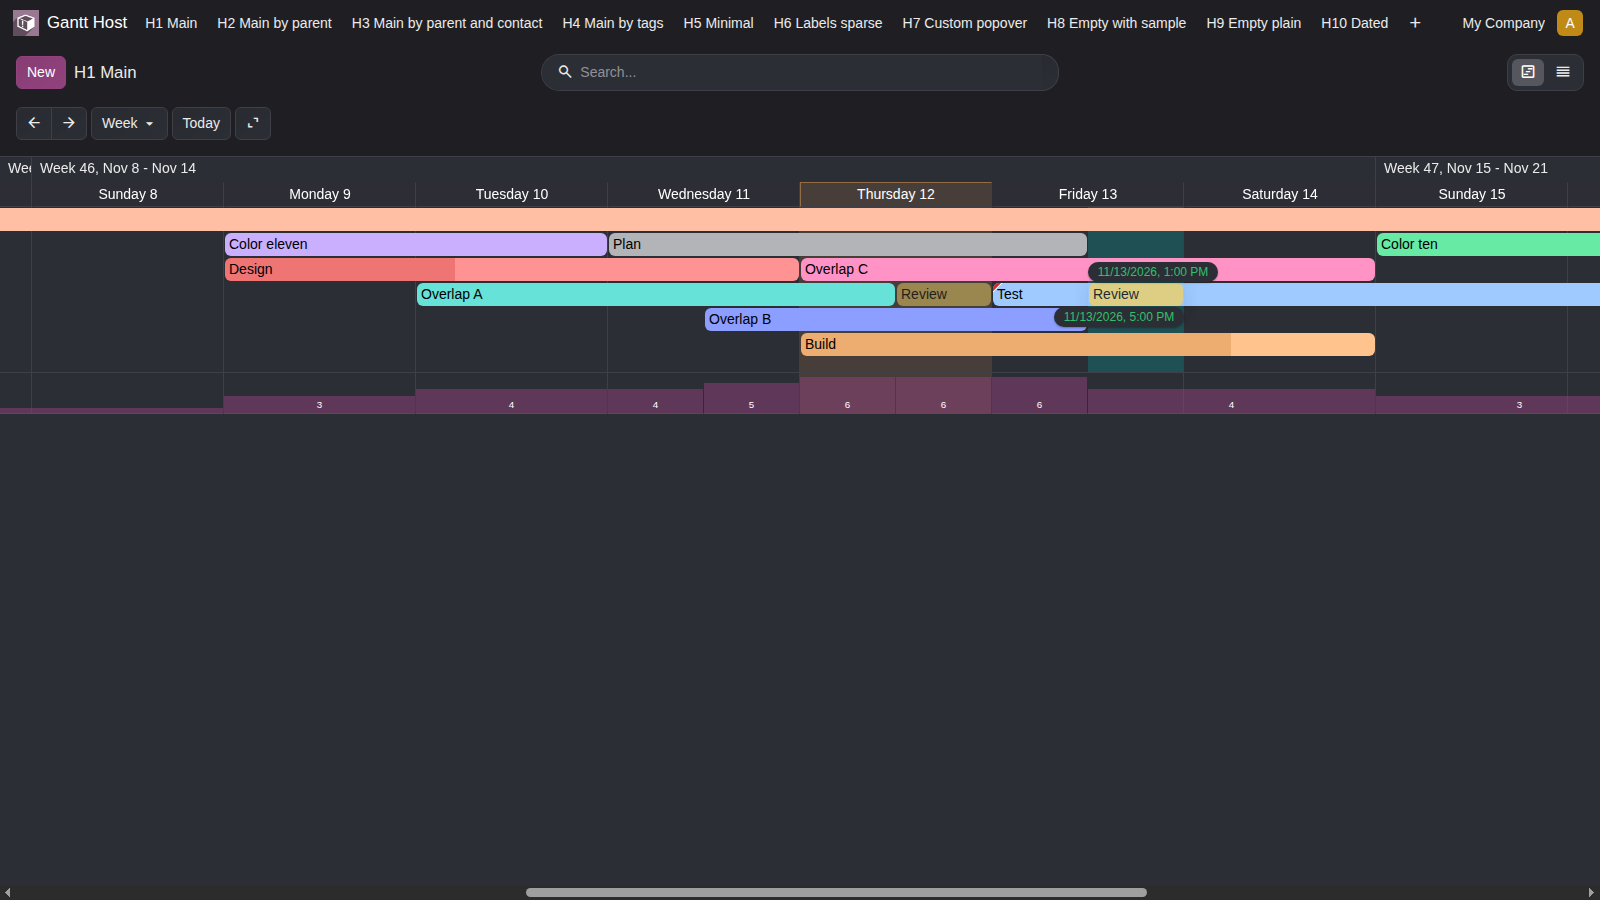 Gantt Host H1 Main H2 Main by parent H3 Main by parent and contact H4 Main by tags H5 Minimal H6 Labels sparse H7 Custom popover H8 Empty with sample H9 Empty plain H10 Dated + My Company A
New H1 Main Search...
Week Today
Week 46, Nov 8 - Nov 14 Week 47, Nov 15 - Nov 21
Sunday 8 Monday 9 Tuesday 10 Wednesday 11 Thursday 12 Friday 13 Saturday 14 Sunday 15
Color eleven Plan Color ten
Design Overlap C 11/13/2026, 1:00 PM
Overlap A Review Test Review
Overlap B 11/13/2026, 5:00 PM
Build
3 4 4 5 6 6 6 4 3